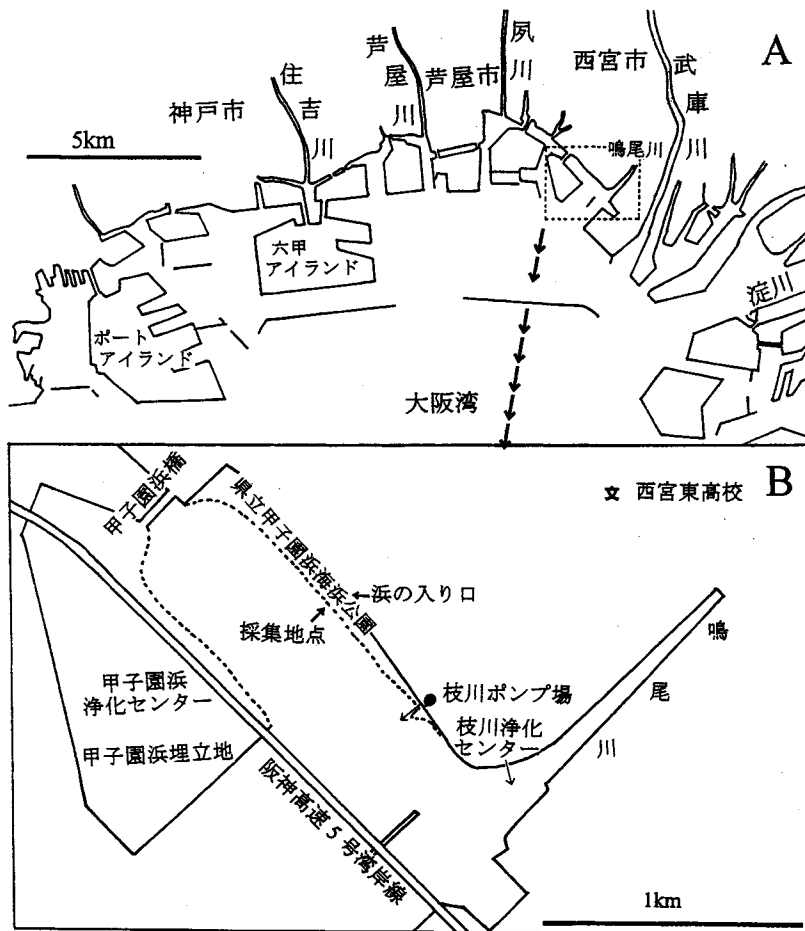 A
神戸市
住吉川
芦屋川
芦屋市
夙川
西宮市
武庫川
鳴尾川
5km
六甲
アイランド
ポート
アイランド
淀川
大阪湾
B
甲子園浜橋
県立甲子園浜海浜公園
文 西宮東高校
浜の入り口
採集地点
甲子園浜
浄化センター
甲子園浜埋立地
枝川ポンプ場
枝川浄化
センター
鳴尾川
阪神高速5号湾岸線
1km